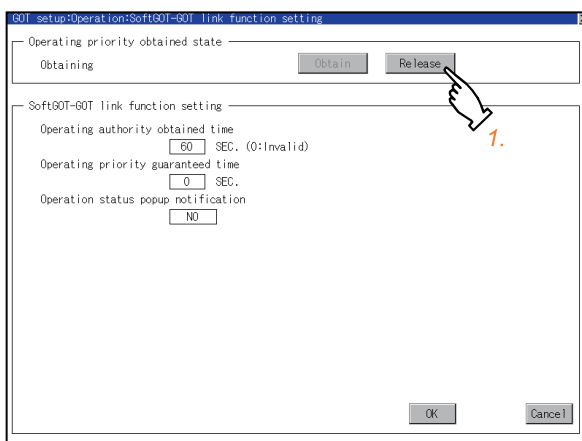 GOT setup:Operation:SoftGOT-GOT link function setting
Operating priority obtained state
Obtaining Obtain Release
1.
SoftGOT-GOT link function setting
Operating authority obtained time
60 SEC. (0:Invalid)
Operating priority guaranteed time
0 SEC.
Operation status popup notification
NO
OK Cancel